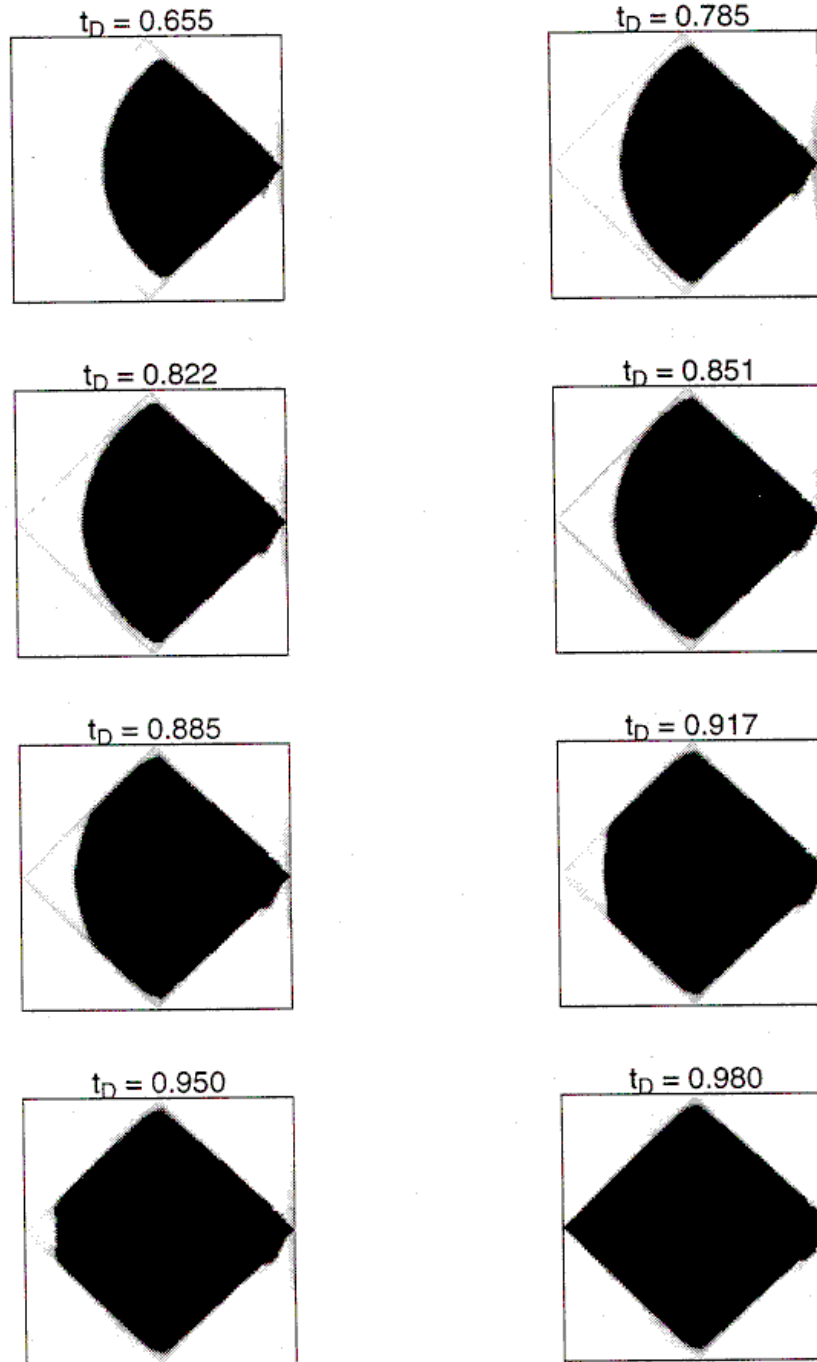 t_D = 0.655
t_D = 0.785
t_D = 0.822
t_D = 0.851
t_D = 0.885
t_D = 0.917
t_D = 0.950
t_D = 0.980